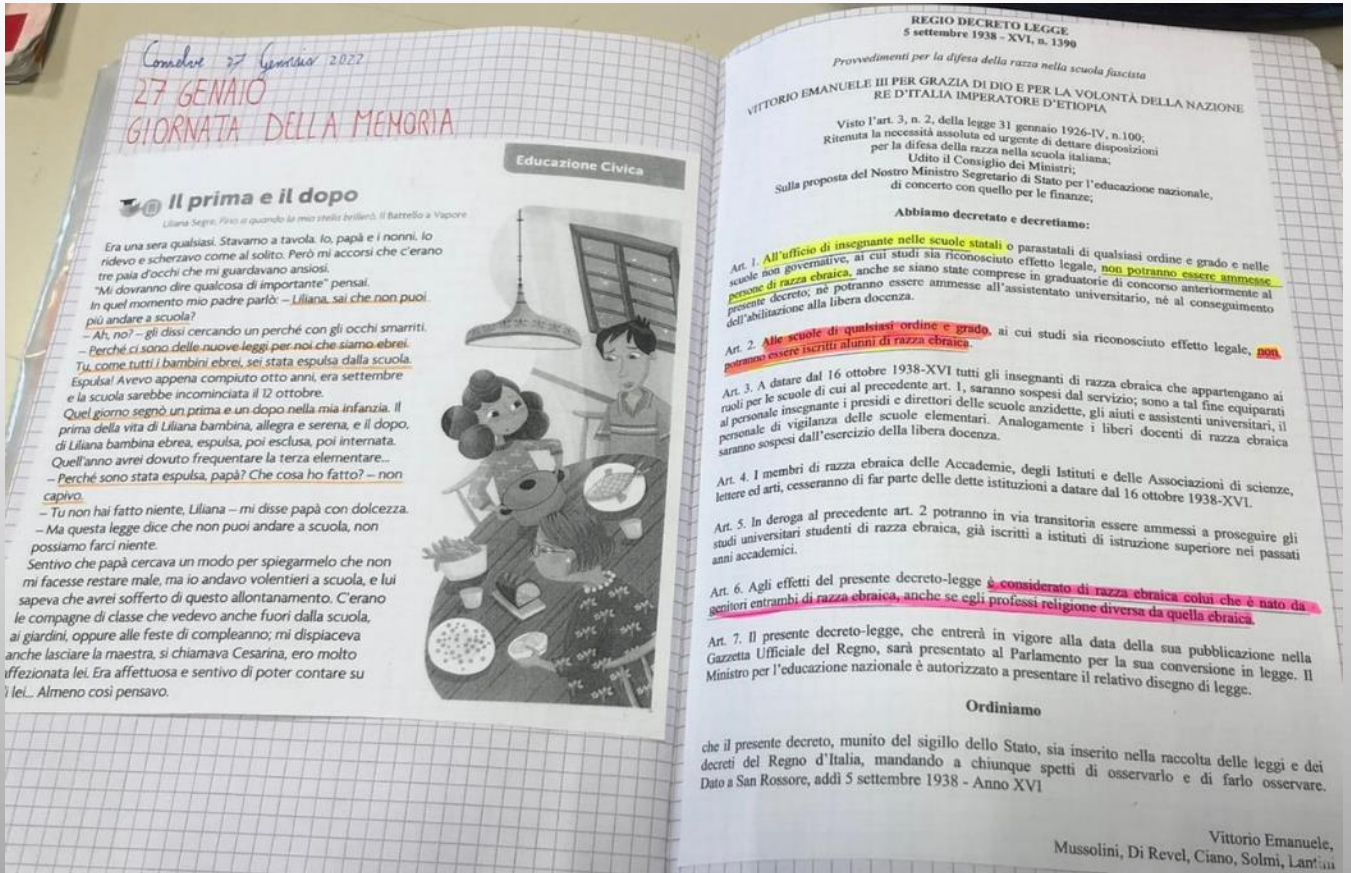 Conselve 27 Gennaio 2022
27 GENAIO
GIORNATA DELLA MEMORIA
Educazione Civica
Il prima e il dopo
Liliana Segre, Fino a quando la mia stella brillerà, Il Battello a Vapore
Era una sera qualsiasi. Stavamo a tavola. Io, papà e i nonni. Io
ridevo e scherzavo come al solito. Però mi accorsi che c'erano
tre paia d'occhi che mi guardavano ansiosi.
"Mi dovranno dire qualcosa di importante" pensai.
In quel momento mio padre parlò: – Liliana, sai che non puoi
più andare a scuola?
– Ah, no? – gli dissi cercando un perché con gli occhi smarriti.
– Perché ci sono delle nuove leggi per noi che siamo ebrei.
Tu, come tutti i bambini ebrei, sei stata espulsa dalla scuola.
Espulsa! Avevo appena compiuto otto anni, era settembre
e la scuola sarebbe incominciata il 12 ottobre.
Quel giorno segnò un prima e un dopo nella mia infanzia. Il
prima della vita di Liliana bambina, allegra e serena, e il dopo,
di Liliana bambina ebrea, espulsa, poi esclusa, poi internata.
Quell'anno avrei dovuto frequentare la terza elementare...
– Perché sono stata espulsa, papà? Che cosa ho fatto? – non
capivo.
– Tu non hai fatto niente, Liliana – mi disse papà con dolcezza.
– Ma questa legge dice che non puoi andare a scuola, non
possiamo farci niente.
Sentivo che papà cercava un modo per spiegarmelo che non
mi facesse restare male, ma io andavo volentieri a scuola, e lui
sapeva che avrei sofferto di questo allontanamento. C'erano
le compagne di classe che vedevo anche fuori dalla scuola,
ai giardini, oppure alle feste di compleanno; mi dispiaceva
anche lasciare la maestra, si chiamava Cesarina, ero molto
affezionata lei. Era affettuosa e sentivo di poter contare su
di lei... Almeno così pensavo.
REGIO DECRETO LEGGE
5 settembre 1938 - XVI, n. 1390
Provvedimenti per la difesa della razza nella scuola fascista
VITTORIO EMANUELE III PER GRAZIA DI DIO E PER LA VOLONTÀ DELLA NAZIONE
RE D'ITALIA IMPERATORE D'ETIOPIA
Visto l'art. 3, n. 2, della legge 31 gennaio 1926-IV, n.100;
Ritenuta la necessità assoluta ed urgente di dettare disposizioni
per la difesa della razza nella scuola italiana;
Udito il Consiglio dei Ministri;
Sulla proposta del Nostro Ministro Segretario di Stato per l'educazione nazionale,
di concerto con quello per le finanze;
Abbiamo decretato e decretiamo:
Art. 1. All'ufficio di insegnante nelle scuole statali o parastatali di qualsiasi ordine e grado e nelle
scuole non governative, ai cui studi sia riconosciuto effetto legale, non potranno essere ammesse
persone di razza ebraica, anche se siano state comprese in graduatorie di concorso anteriormente al
presente decreto; nè potranno essere ammesse all'assistentato universitario, nè al conseguimento
dell'abilitazione alla libera docenza.
Art. 2. Alle scuole di qualsiasi ordine e grado, ai cui studi sia riconosciuto effetto legale, non
potranno essere iscritti alunni di razza ebraica.
Art. 3. A datare dal 16 ottobre 1938-XVI tutti gli insegnanti di razza ebraica che appartengano ai
ruoli per le scuole di cui al precedente art. 1, saranno sospesi dal servizio; sono a tal fine equiparati
al personale insegnante i presidi e direttori delle scuole anzidette, gli aiuti e assistenti universitari, il
personale di vigilanza delle scuole elementari. Analogamente i liberi docenti di razza ebraica
saranno sospesi dall'esercizio della libera docenza.
Art. 4. I membri di razza ebraica delle Accademie, degli Istituti e delle Associazioni di scienze,
lettere ed arti, cesseranno di far parte delle dette istituzioni a datare dal 16 ottobre 1938-XVI.
Art. 5. In deroga al precedente art. 2 potranno in via transitoria essere ammessi a proseguire gli
studi universitari studenti di razza ebraica, già iscritti a istituti di istruzione superiore nei passati
anni accademici.
Art. 6. Agli effetti del presente decreto-legge è considerato di razza ebraica colui che è nato da
genitori entrambi di razza ebraica, anche se egli professi religione diversa da quella ebraica.
Art. 7. Il presente decreto-legge, che entrerà in vigore alla data della sua pubblicazione nella
Gazzetta Ufficiale del Regno, sarà presentato al Parlamento per la sua conversione in legge. Il
Ministro per l'educazione nazionale è autorizzato a presentare il relativo disegno di legge.
Ordiniamo
che il presente decreto, munito del sigillo dello Stato, sia inserito nella raccolta delle leggi e dei
decreti del Regno d'Italia, mandando a chiunque spetti di osservarlo e di farlo osservare.
Dato a San Rossore, addì 5 settembre 1938 - Anno XVI
Vittorio Emanuele,
Mussolini, Di Revel, Ciano, Solmi, Lantini